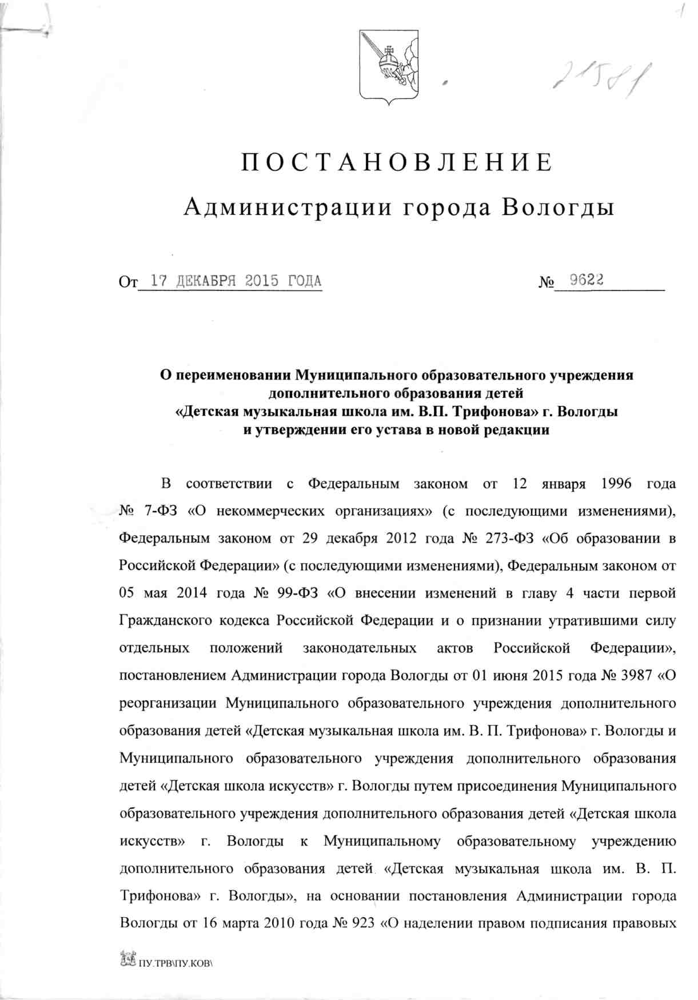 1
21581
ПОСТАНОВЛЕНИЕ
Администрации города Вологды
От 17 ДЕКАБРЯ 2015 ГОДА № 9622
О переименовании Муниципального образовательного учреждения
дополнительного образования детей
«Детская музыкальная школа им. В.П. Трифонова» г. Вологды
и утверждении его устава в новой редакции
В соответствии с Федеральным законом от 12 января 1996 года
№ 7-ФЗ «О некоммерческих организациях» (с последующими изменениями),
Федеральным законом от 29 декабря 2012 года № 273-ФЗ «Об образовании в
Российской Федерации» (с последующими изменениями), Федеральным законом от
05 мая 2014 года № 99-ФЗ «О внесении изменений в главу 4 части первой
Гражданского кодекса Российской Федерации и о признании утратившими силу
отдельных положений законодательных актов Российской Федерации»,
постановлением Администрации города Вологды от 01 июня 2015 года № 3987 «О
реорганизации Муниципального образовательного учреждения дополнительного
образования детей «Детская музыкальная школа им. В. П. Трифонова» г. Вологды и
Муниципального образовательного учреждения дополнительного образования
детей «Детская школа искусств» г. Вологды путем присоединения Муниципального
образовательного учреждения дополнительного образования детей «Детская школа
искусств» г. Вологды к Муниципальному образовательному учреждению
дополнительного образования детей «Детская музыкальная школа им. В. П.
Трифонова» г. Вологды», на основании постановления Администрации города
Вологды от 16 марта 2010 года № 923 «О наделении правом подписания правовых
ПУ.ТРВ\ПУ.КОВ\